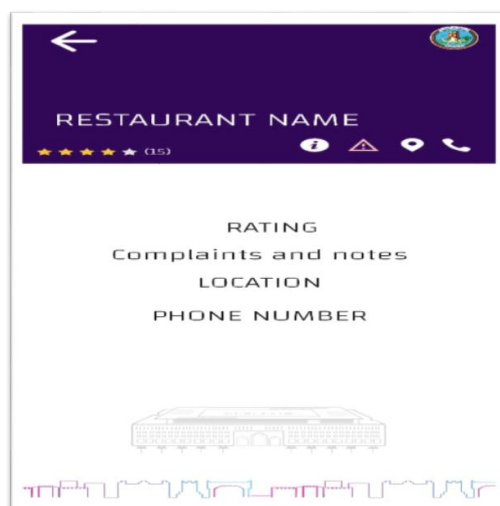 RESTAURANT NAME
(15)
RATING
Complaints and notes
LOCATION
PHONE NUMBER